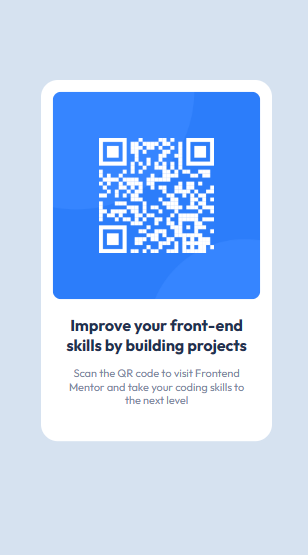 Improve your front-end
skills by building projects
Scan the QR code to visit Frontend
Mentor and take your coding skills to
the next level